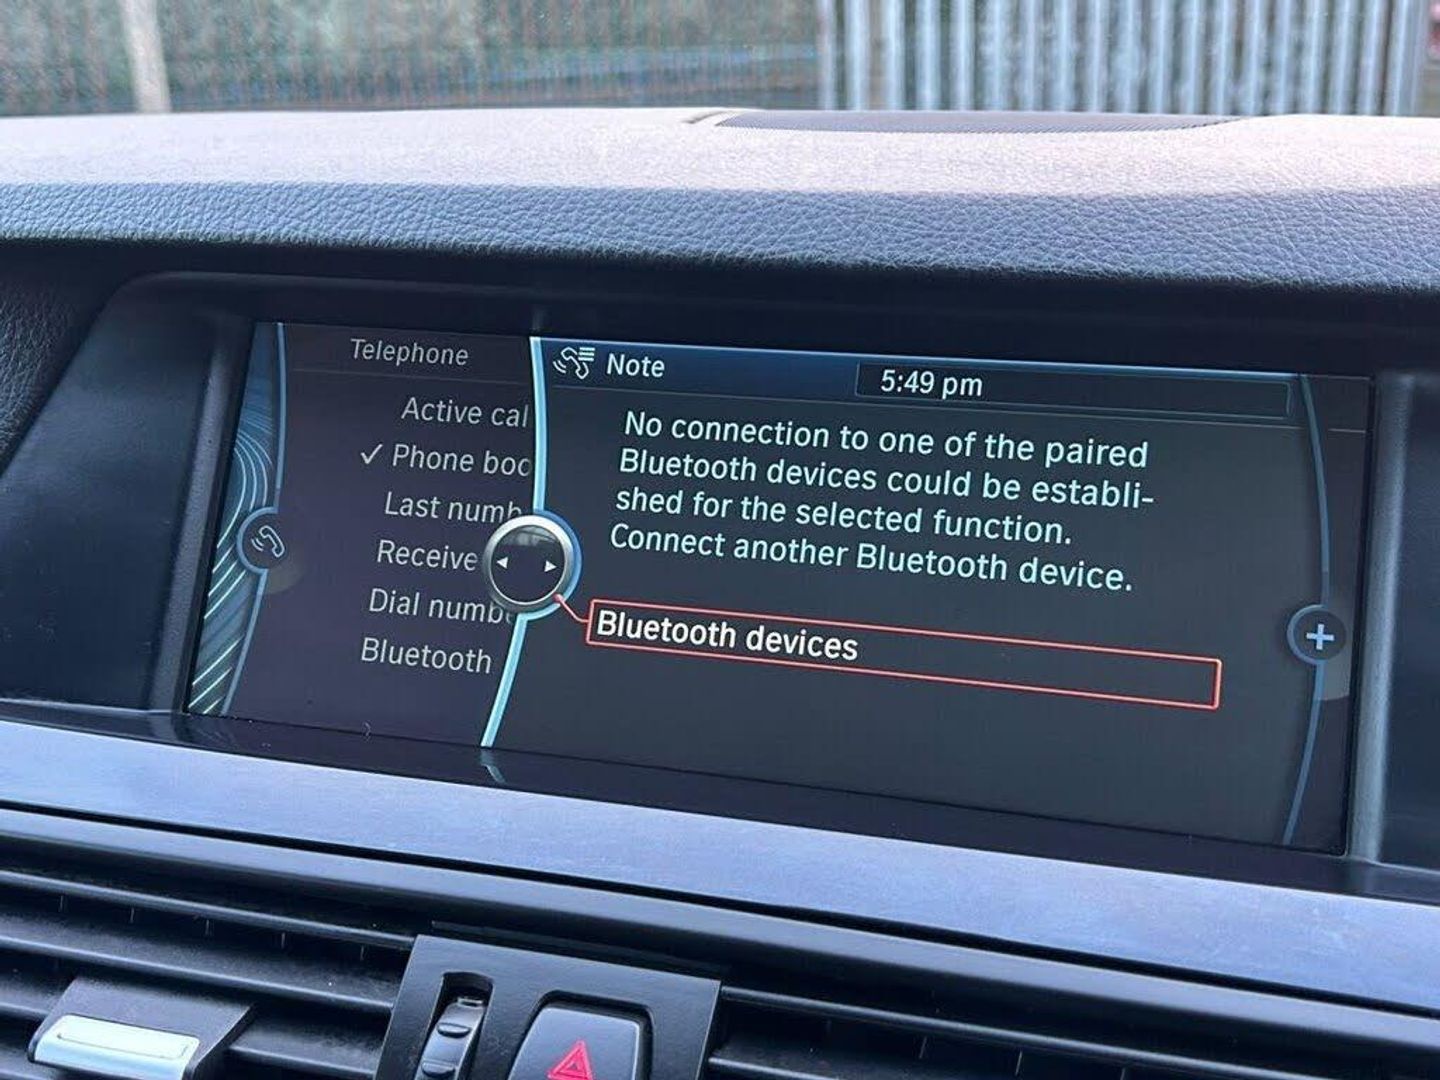 Telephone
Active cal
✓ Phone boo
Last numb
Receive
Dial numbe
Bluetooth
Note
5:49 pm
No connection to one of the paired
Bluetooth devices could be establi-
shed for the selected function.
Connect another Bluetooth device.
Bluetooth devices